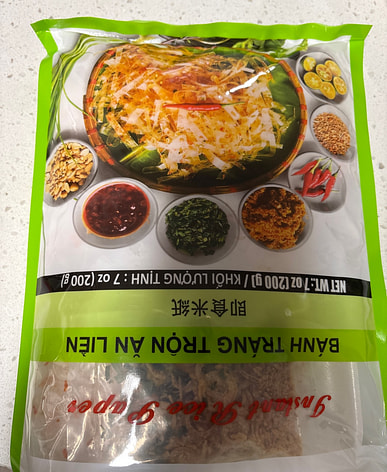 Instant Rice Paper
BÁNH TRÁNG TRỘN ĂN LIỀN
即食米紙
NET WT: 7 oz (200 g) / KHỐI LƯỢNG TỊNH : 7 oz (200 g)